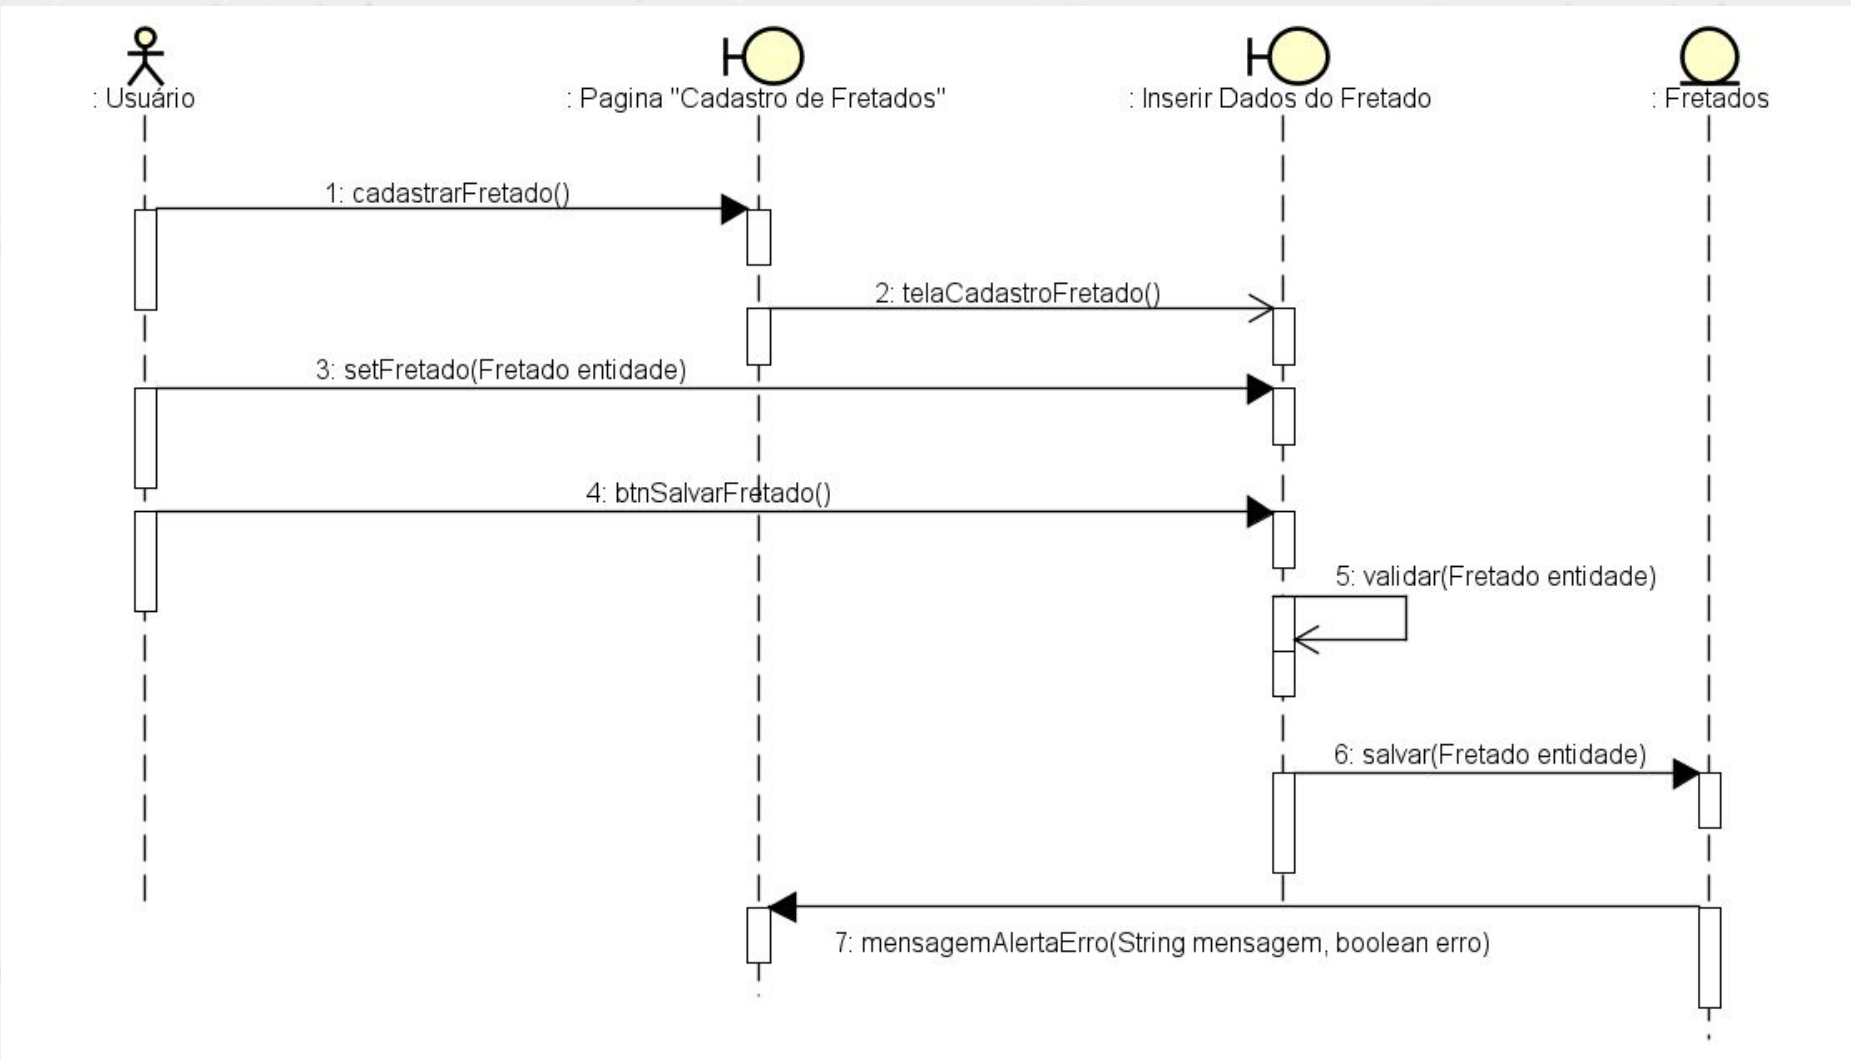 : Usuário
: Pagina "Cadastro de Fretados"
: Inserir Dados do Fretado
: Fretados
1: cadastrarFretado()
2: telaCadastroFretado()
3: setFretado(Fretado entidade)
4: btnSalvarFretado()
5: validar(Fretado entidade)
6: salvar(Fretado entidade)
7: mensagemAlertaErro(String mensagem, boolean erro)